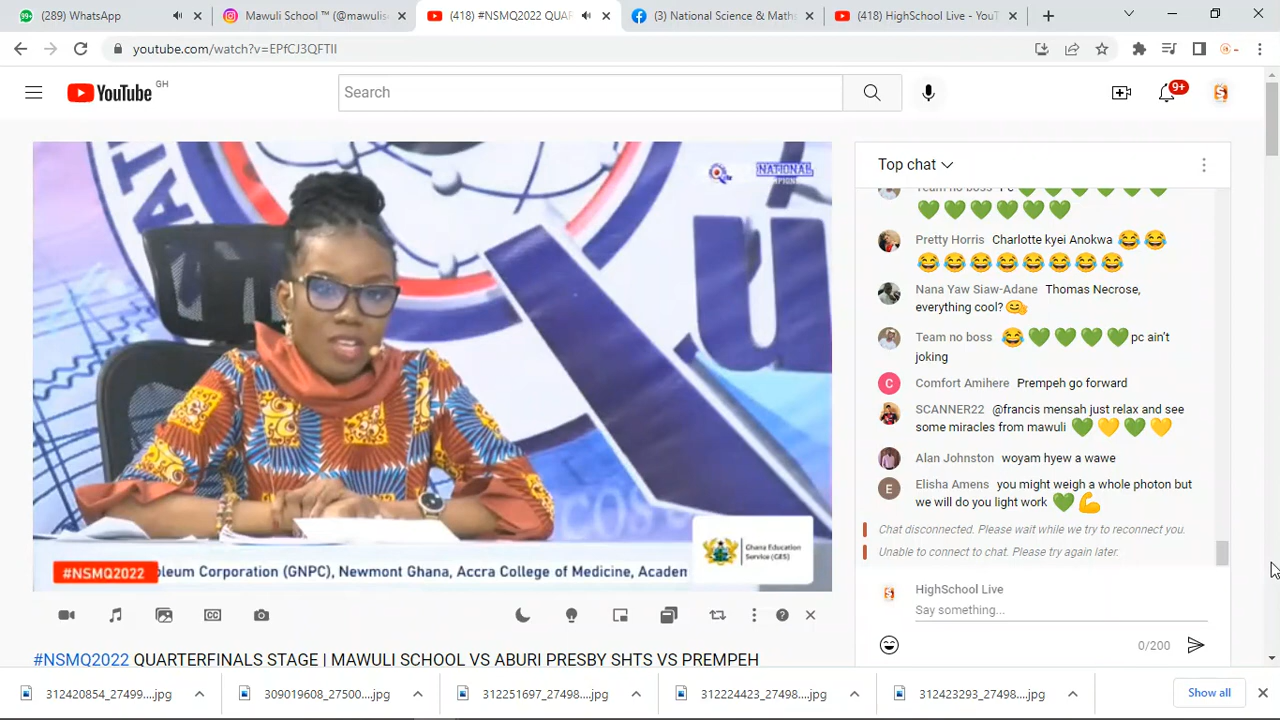 (289) WhatsApp
Mawuli School ™ (@mawulis
(418) #NSMQ2022 QUAR
(3) National Science & Maths
(418) HighSchool Live - YouT
youtube.com/watch?v=EPfCJ3QFTII
YouTube GH
Search
9+
NATIONAL
Top chat
Team no boss
Pretty Horris Charlotte kyei Anokwa 😂😂
😂😂😂😂😂😂😂😂
Nana Yaw Siaw-Adane Thomas Necrose,
everything cool?🤗
Team no boss 😂💚💚💚💚pc ain't
joking
Comfort Amihere Prempeh go forward
SCANNER22 @francis mensah just relax and see
some miracles from mawuli 💚💛💚💛
Alan Johnston woyam hyew a wawe
Elisha Amens you might weigh a whole photon but
we will do you light work 💚💪
Chat disconnected. Please wait while we try to reconnect you.
Unable to connect to chat. Please try again later.
HighSchool Live
Say something...
0/200
Ghana Education
Service (GES)
#NSMQ2022
oleum Corporation (GNPC), Newmont Ghana, Accra College of Medicine, Academ
CC
#NSMQ2022 QUARTERFINALS STAGE | MAWULI SCHOOL VS ABURI PRESBY SHTS VS PREMPEH
312420854_27499....jpg
309019608_27500....jpg
312251697_27498....jpg
312224423_27498....jpg
312423293_27498....jpg
Show all